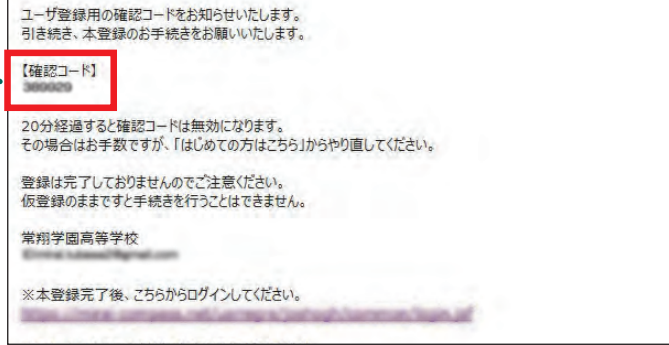 ユーザ登録用の確認コードをお知らせいたします。
引き続き、本登録のお手続きをお願いいたします。
【確認コード】
20分経過すると確認コードは無効になります。
その場合はお手数ですが、「はじめての方はこちら」からやり直してください。
登録は完了しておりませんのでご注意ください。
仮登録のままですと手続きを行うことはできません。
常翔学園高等学校
※本登録完了後、こちらからログインしてください。